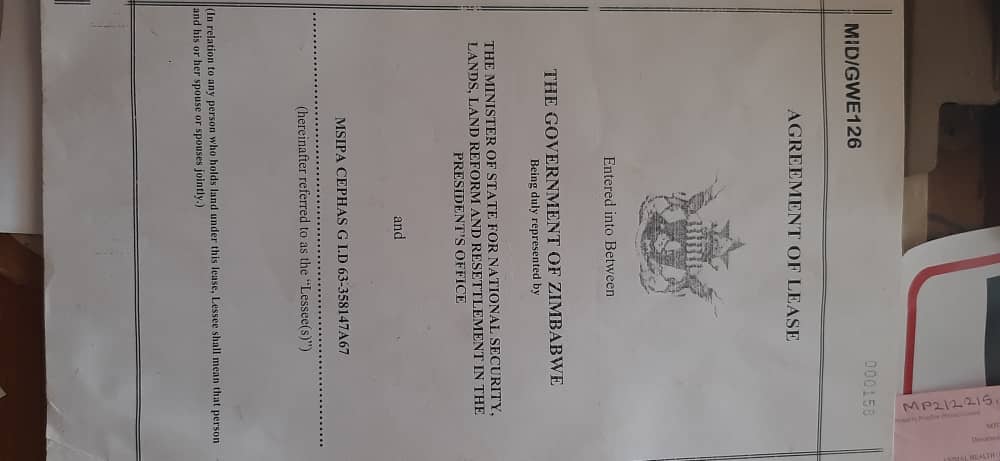 MID/GWE126
000158
AGREEMENT OF LEASE
Entered into Between
THE GOVERNMENT OF ZIMBABWE
Being duly represented by
THE MINISTER OF STATE FOR NATIONAL SECURITY,
LANDS, LAND REFORM AND RESETTLEMENT IN THE
PRESIDENT'S OFFICE
and
MSIPA CEPHAS G I.D 63-358147A67
(hereinafter referred to as the "Lessee(s)")
(In relation to any person who holds land under this lease, Lessee shall mean that person
and his or her spouse or spouses jointly.)
MP212215
ANIMAL HEALTH